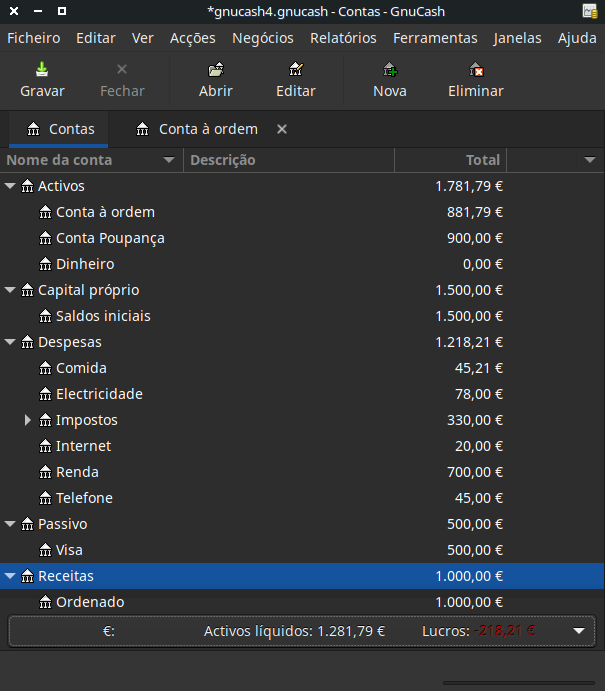 *gnucash4.gnucash - Contas - GnuCash
Ficheiro Editar Ver Acções Negócios Relatórios Ferramentas Janelas Ajuda
Gravar Fechar Abrir Editar Nova Eliminar
Contas Conta à ordem
Nome da conta Descrição Total
Activos 1.781,79 €
Conta à ordem 881,79 €
Conta Poupança 900,00 €
Dinheiro 0,00 €
Capital próprio 1.500,00 €
Saldos iniciais 1.500,00 €
Despesas 1.218,21 €
Comida 45,21 €
Electricidade 78,00 €
Impostos 330,00 €
Internet 20,00 €
Renda 700,00 €
Telefone 45,00 €
Passivo 500,00 €
Visa 500,00 €
Receitas 1.000,00 €
Ordenado 1.000,00 €
€: Activos líquidos: 1.281,79 € Lucros: -218,21 €